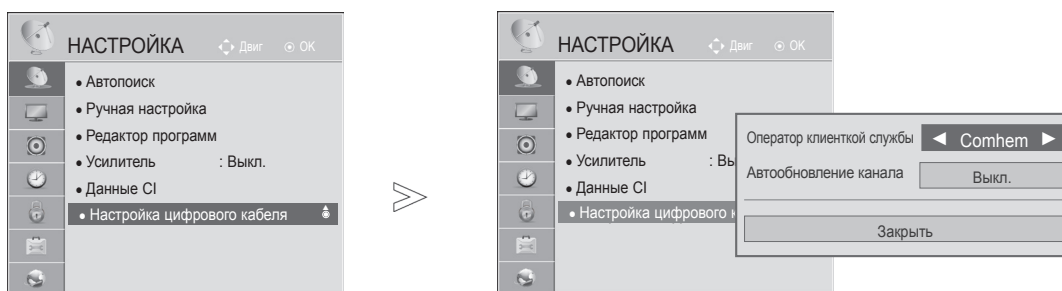 НАСТРОЙКА Двиг OK
• Автопоиск
• Ручная настройка
• Редактор программ
• Усилитель : Выкл.
• Данные CI
• Настройка цифрового кабеля
НАСТРОЙКА Двиг OK
• Автопоиск
• Ручная настройка
• Редактор программ
• Усилитель : Вы
• Данные CI
• Настройка цифрового к
Оператор клиенткой службы ◄ Comhem ►
Автообновление канала Выкл.
Закрыть